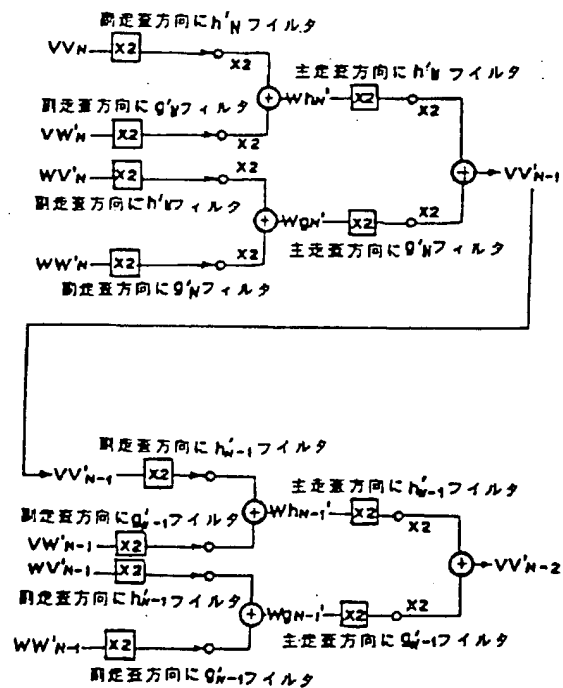 副走査方向にh'Nフィルタ
VVN X2 X2
主走査方向にh'Nフィルタ
WhN' X2 X2
副走査方向にg'Nフィルタ
VW'N X2 X2
WV'N X2 X2
VV'N-1
副走査方向にh'Nフィルタ
WgN' X2 X2
主走査方向にg'Nフィルタ
WW'N X2 X2
副走査方向にg'Nフィルタ
副走査方向にh'N-1フィルタ
VV'N-1 X2
主走査方向にh'N-1フィルタ
WhN-1' X2 X2
副走査方向にg'N-1フィルタ
VW'N-1 X2
WV'N-1 X2
VV'N-2
副走査方向にh'N-1フィルタ
WgN-1' X2 X2
主走査方向にg'N-1フィルタ
WW'N-1 X2
副走査方向にg'N-1フィルタ